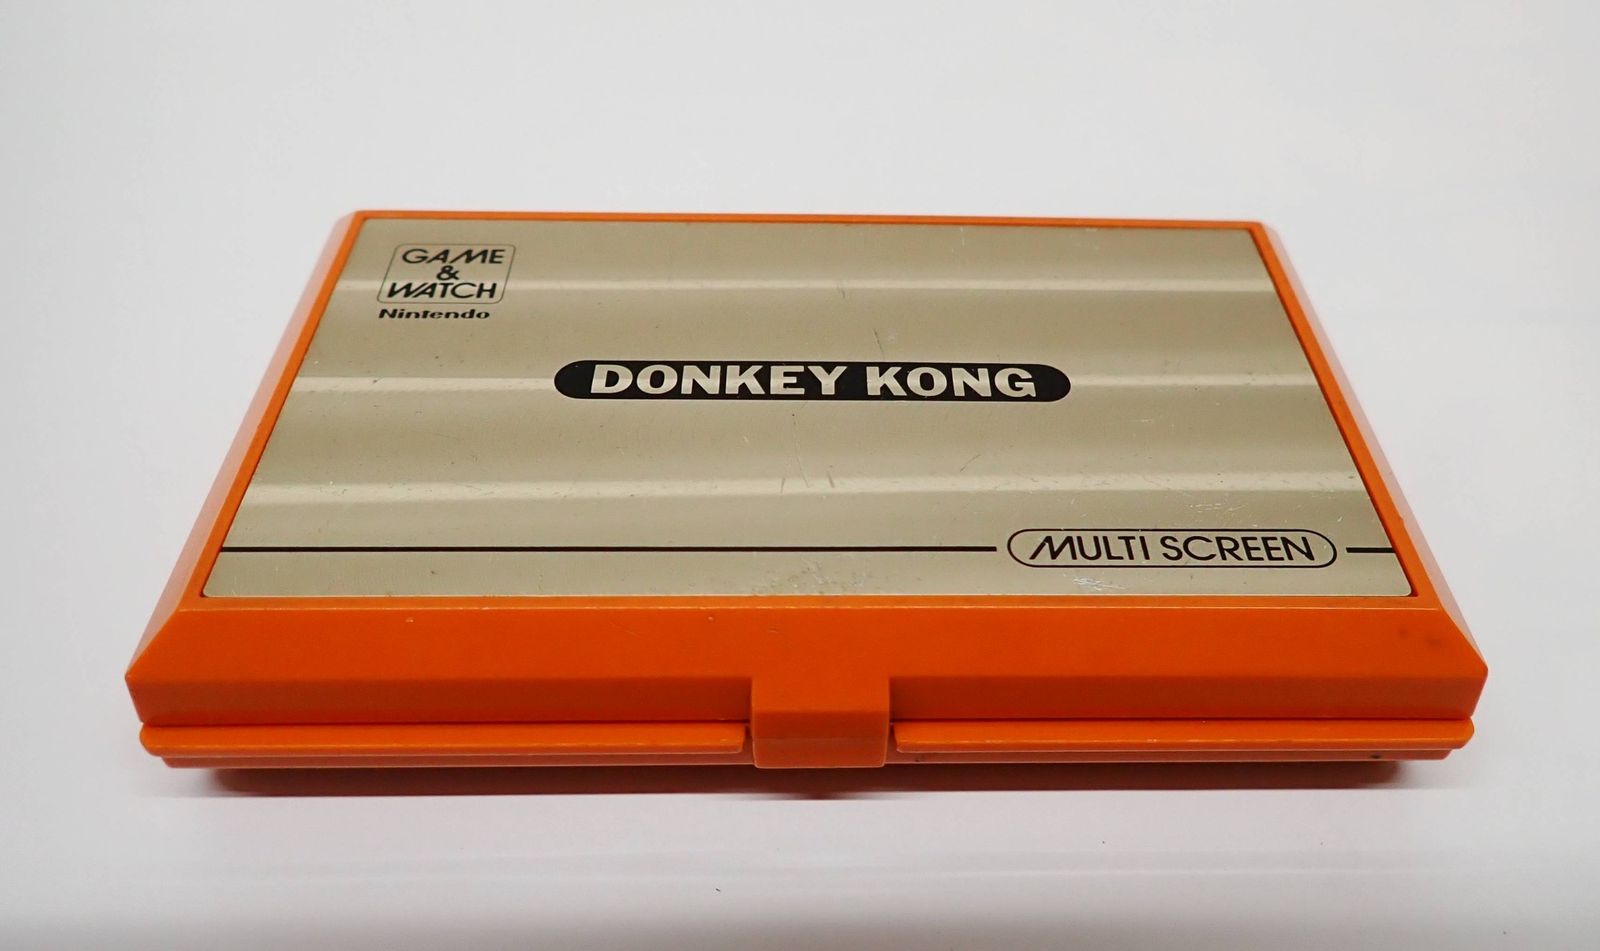 GAME
&
WATCH
Nintendo
DONKEY KONG
MULTI SCREEN